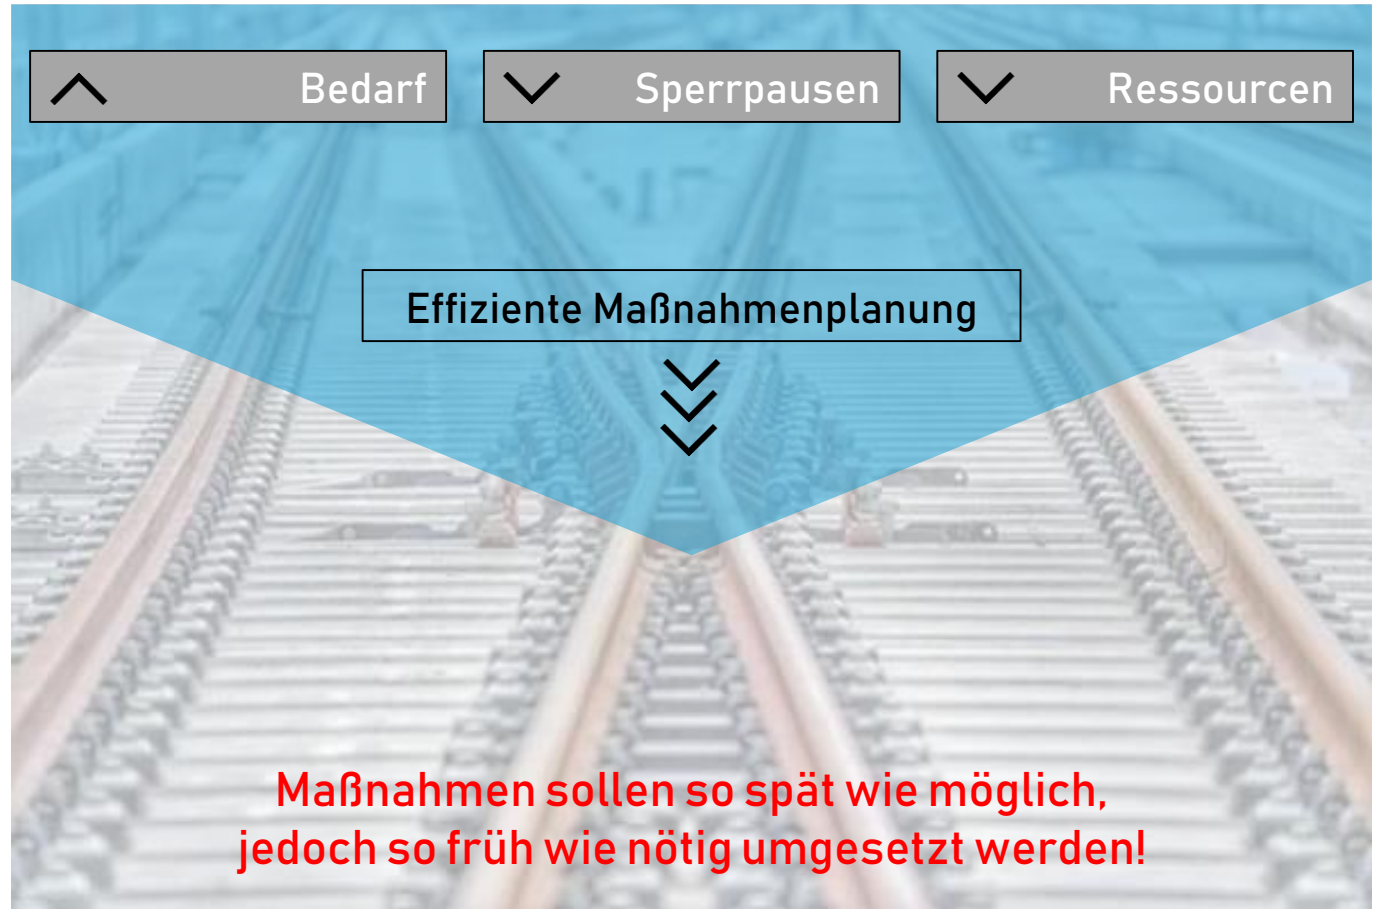 Bedarf
Sperrpausen
Ressourcen
Effiziente Maßnahmenplanung
Maßnahmen sollen so spät wie möglich,
jedoch so früh wie nötig umgesetzt werden!